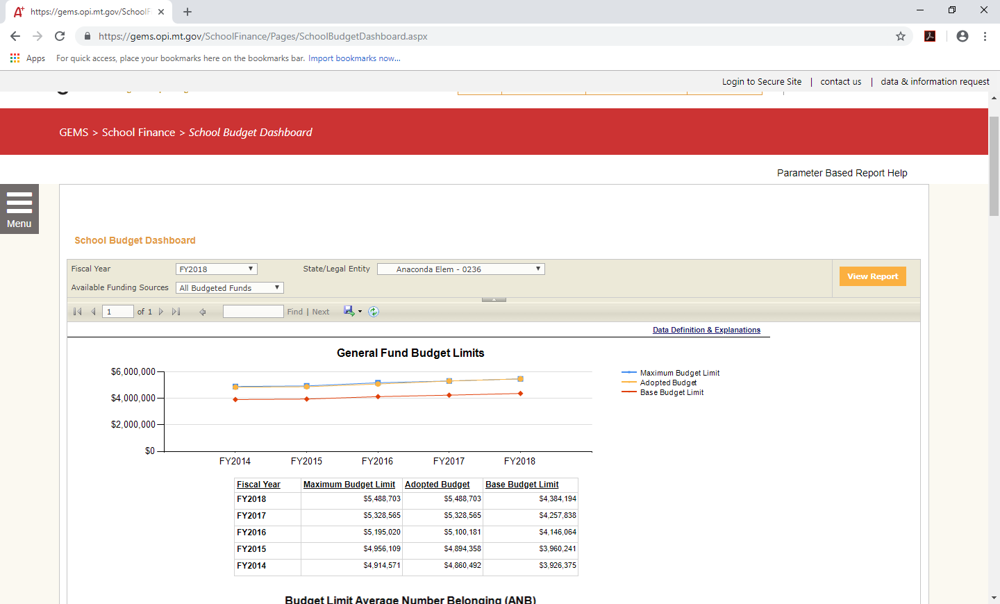 https://gems.opi.mt.gov/SchoolF
https://gems.opi.mt.gov/SchoolFinance/Pages/SchoolBudgetDashboard.aspx
Apps For quick access, place your bookmarks here on the bookmarks bar. Import bookmarks now...
Login to Secure Site | contact us | data & information request
GEMS > School Finance > School Budget Dashboard
Parameter Based Report Help
Menu
School Budget Dashboard
Fiscal Year FY2018 State/Legal Entity Anaconda Elem - 0236
View Report
Available Funding Sources All Budgeted Funds
1 of 1 Find | Next
Data Definition & Explanations
General Fund Budget Limits
$6,000,000
$4,000,000
$2,000,000
$0
FY2014 FY2015 FY2016 FY2017 FY2018
Maximum Budget Limit
Adopted Budget
Base Budget Limit
Fiscal Year Maximum Budget Limit Adopted Budget Base Budget Limit
FY2018 $5,488,703 $5,488,703 $4,384,194
FY2017 $5,328,565 $5,328,565 $4,257,838
FY2016 $5,195,020 $5,100,181 $4,146,064
FY2015 $4,956,109 $4,894,358 $3,960,241
FY2014 $4,914,571 $4,860,492 $3,926,375
Budget Limit Average Number Belonging (ANB)